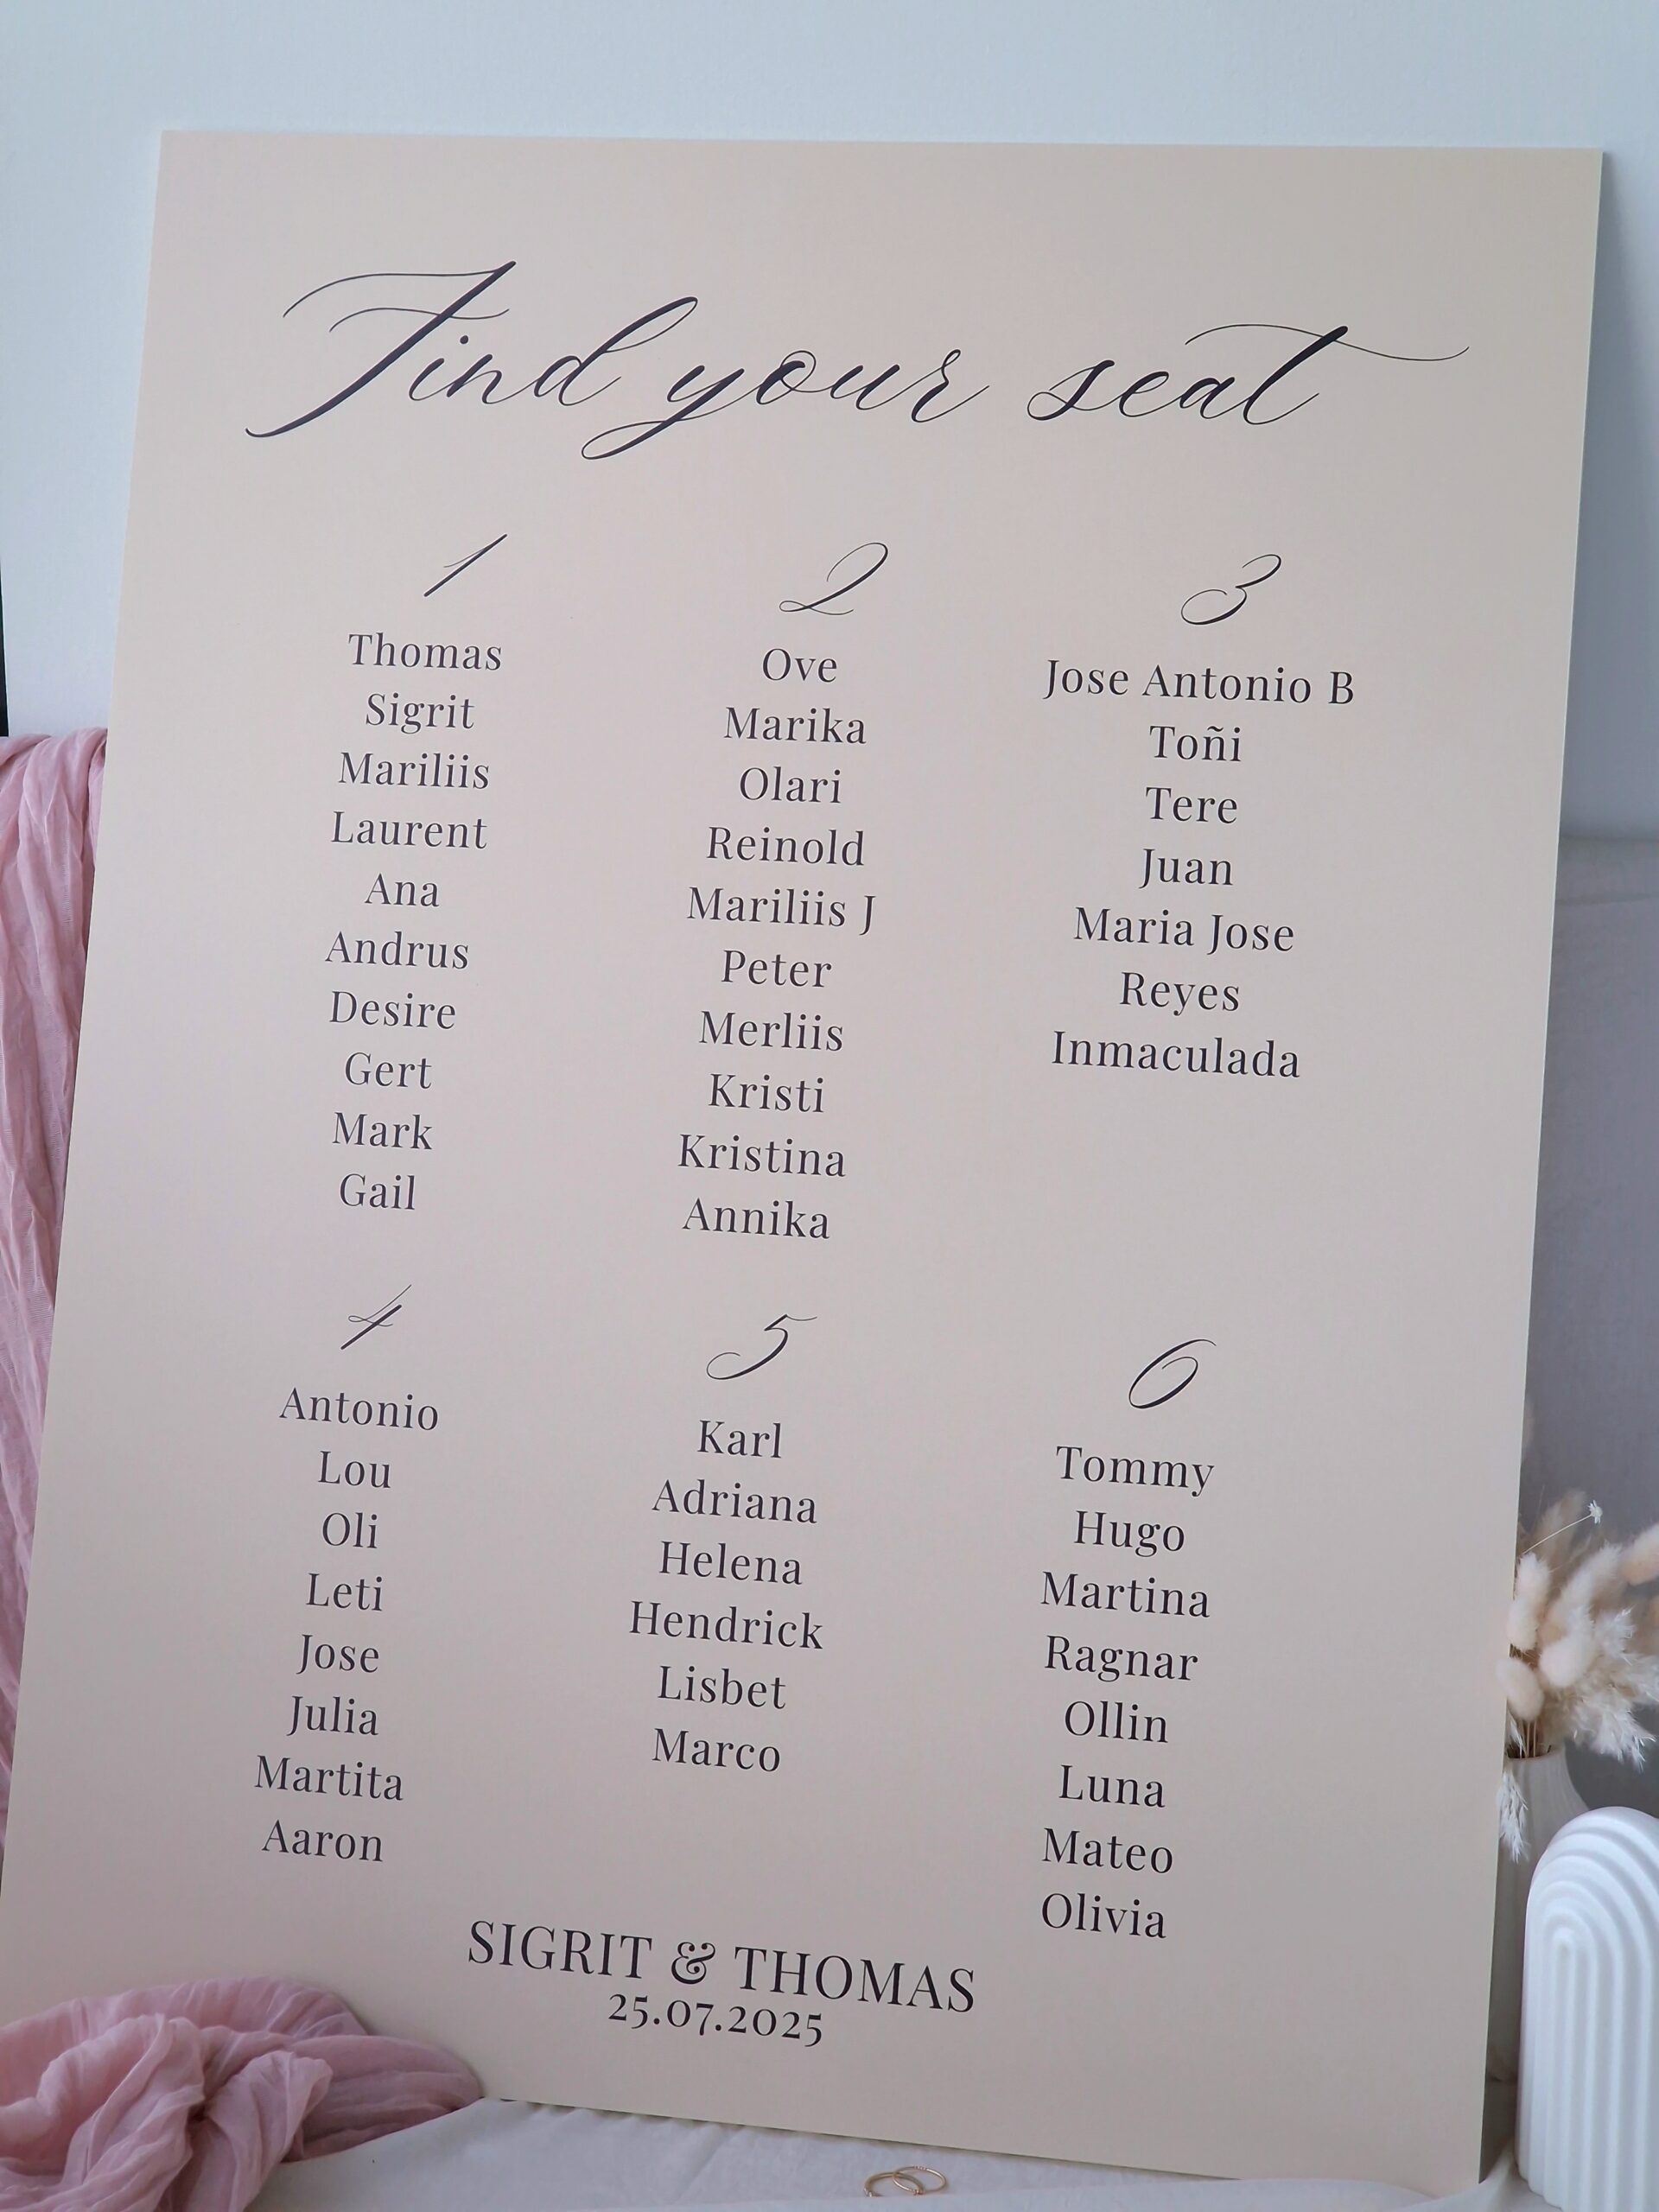 Find your seat
1
Thomas
Sigrit
Mariliis
Laurent
Ana
Andrus
Desire
Gert
Mark
Gail
2
Ove
Marika
Olari
Reinold
Mariliis J
Peter
Merliis
Kristi
Kristina
Annika
3
Jose Antonio B
Toñi
Tere
Juan
Maria Jose
Reyes
Inmaculada
4
Antonio
Lou
Oli
Leti
Jose
Julia
Martita
Aaron
5
Karl
Adriana
Helena
Hendrick
Lisbet
Marco
6
Tommy
Hugo
Martina
Ragnar
Ollin
Luna
Mateo
Olivia
SIGRIT & THOMAS
25.07.2025